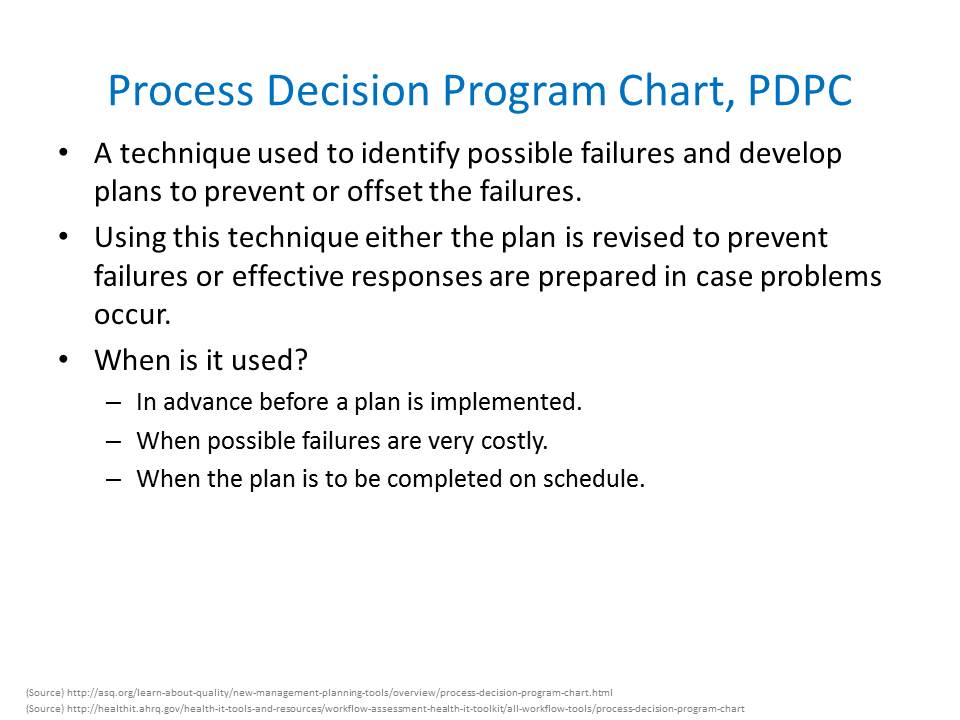 Process Decision Program Chart, PDPC
• A technique used to identify possible failures and develop
plans to prevent or offset the failures.
• Using this technique either the plan is revised to prevent
failures or effective responses are prepared in case problems
occur.
• When is it used?
– In advance before a plan is implemented.
– When possible failures are very costly.
– When the plan is to be completed on schedule.
(Source) http://asq.org/learn-about-quality/new-management-planning-tools/overview/process-decision-program-chart.html
(Source) http://healthit.ahrq.gov/health-it-tools-and-resources/workflow-assessment-health-it-toolkit/all-workflow-tools/process-decision-program-chart